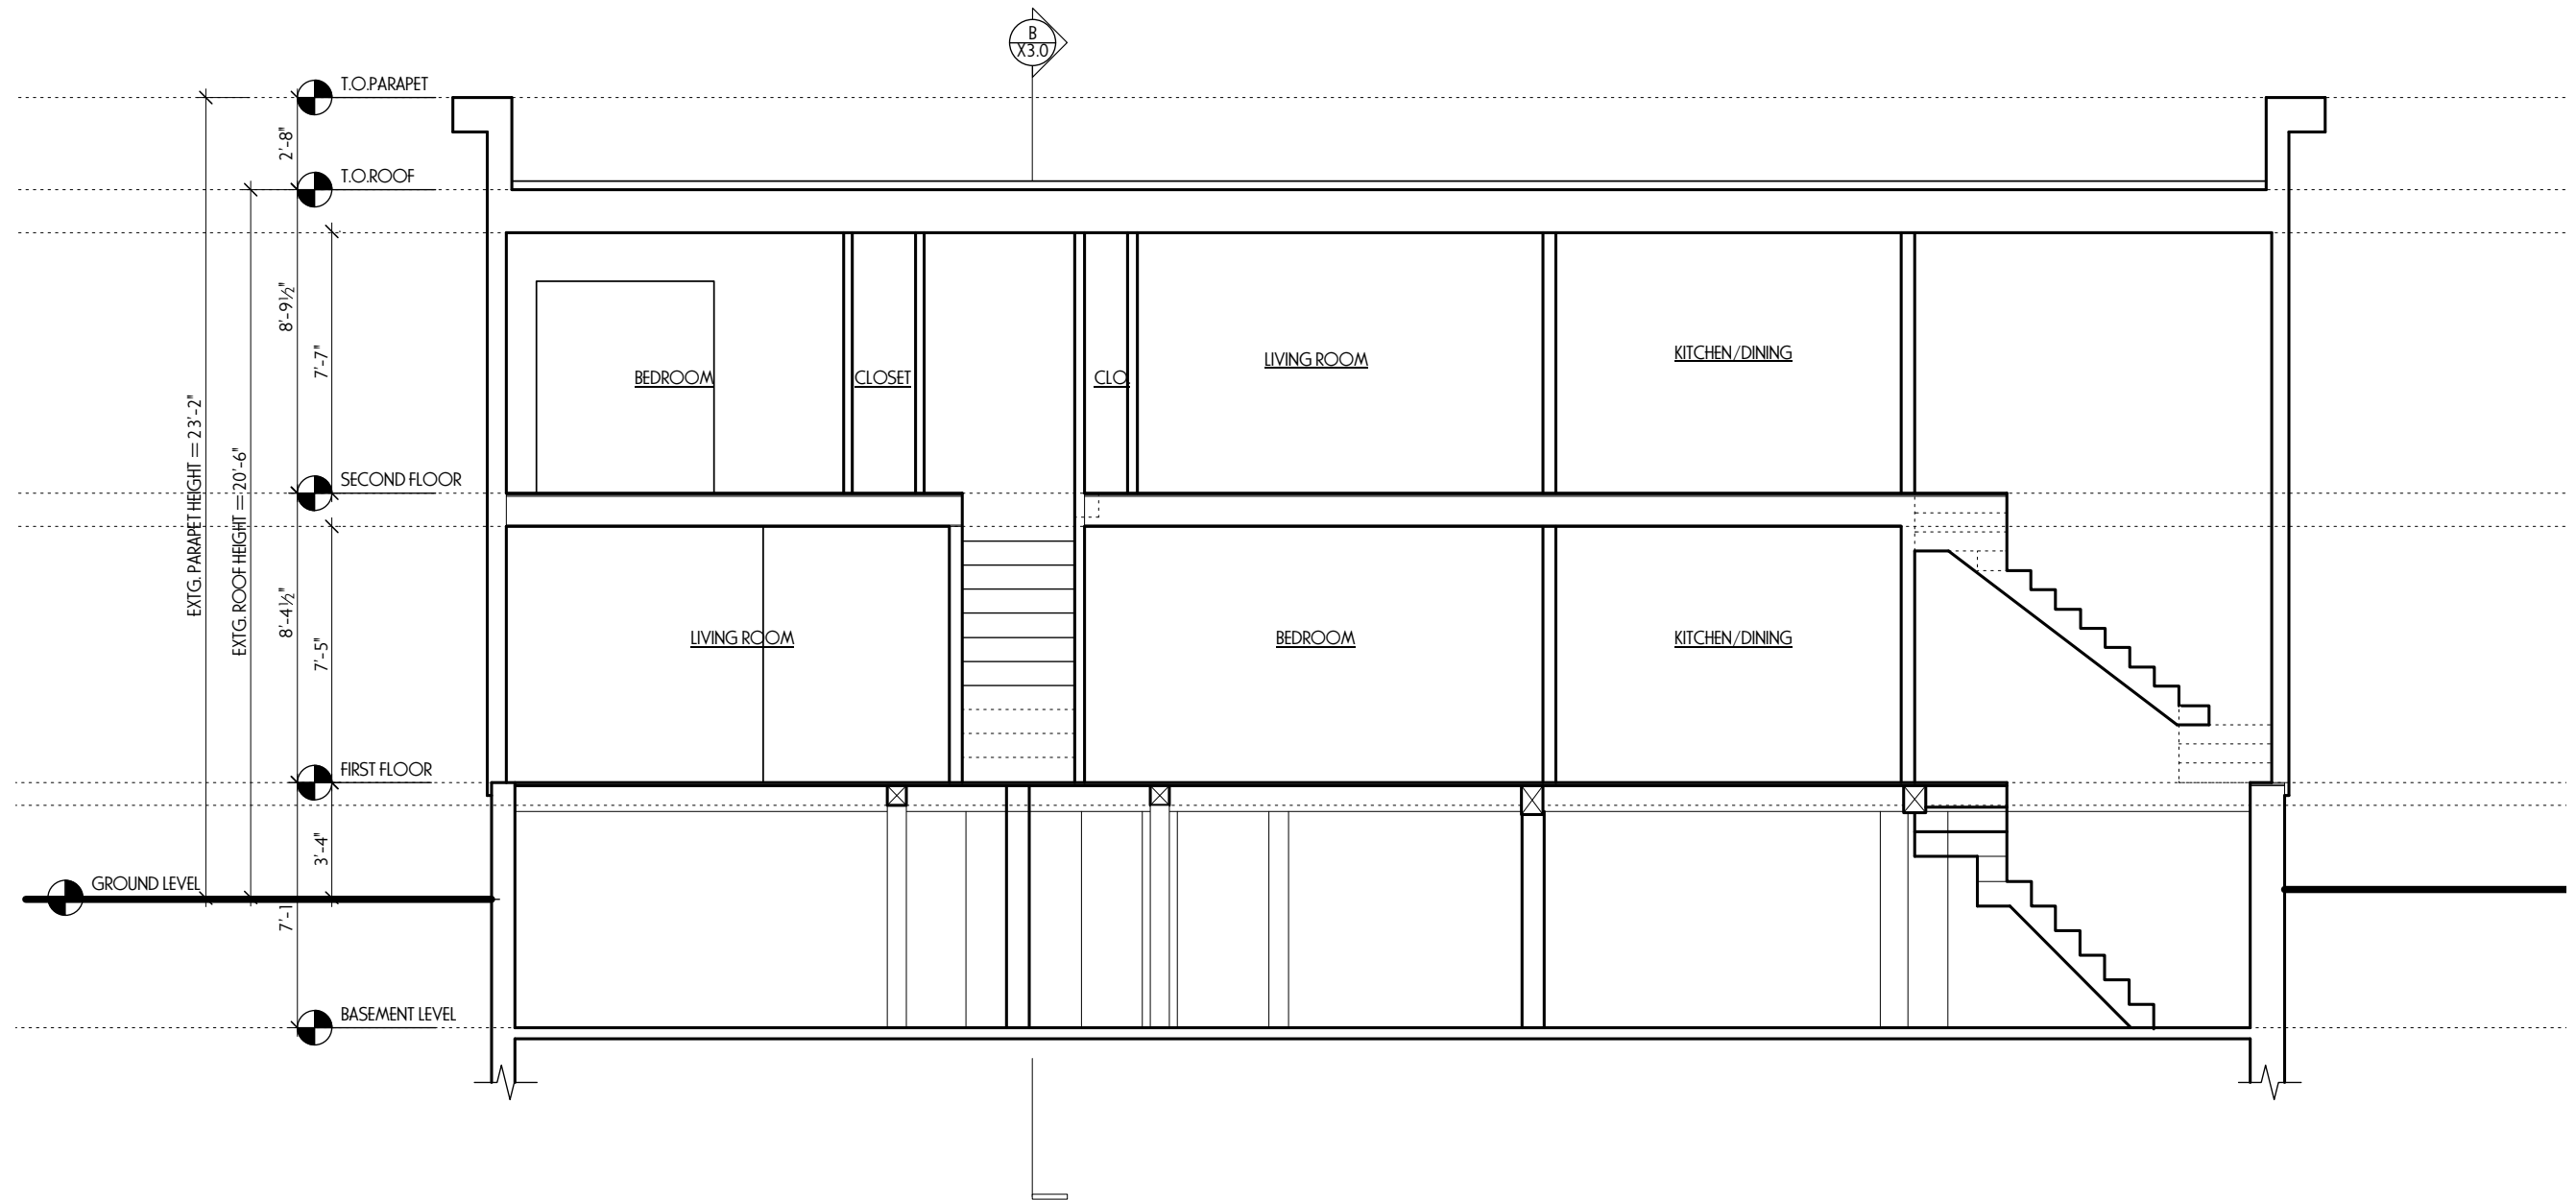 B
X3.0
T.O.PARAPET
2'-8"
T.O.ROOF
8'-9½"
7'-7"
BEDROOM
CLOSET
CLO.
LIVING ROOM
KITCHEN/DINING
EXTG. PARAPET HEIGHT = 23'-2"
EXTG. ROOF HEIGHT = 20'-6"
SECOND FLOOR
8'-4½"
7'-5"
LIVING ROOM
BEDROOM
KITCHEN/DINING
FIRST FLOOR
3'-4"
GROUND LEVEL
7'-1
BASEMENT LEVEL